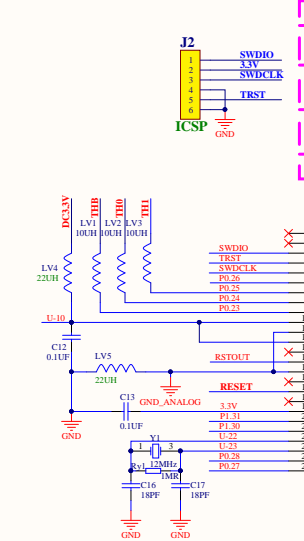 J2
1 SWDIO
2 3.3V
3 SWDCLK
4
5 TRST
6
ICSP
GND
DC3.3V
THB
TH0
TH1
LV1 LV2 LV3
10UH 10UH 10UH
LV4
22UH
SWDIO
TRST
SWDCLK
P0.26
P0.25
P0.24
P0.23
U-10
C12
0.1UF
LV5
22UH
RSTOUT
GND_ANALOG
RESET
C13
0.1UF
GND
3.3V
P1.31
P1.30
U-22
U-23
P0.28
P0.27
Y1
1 3
12MHz
Ry1
1MR
C16
18PF
C17
18PF
GND
GND